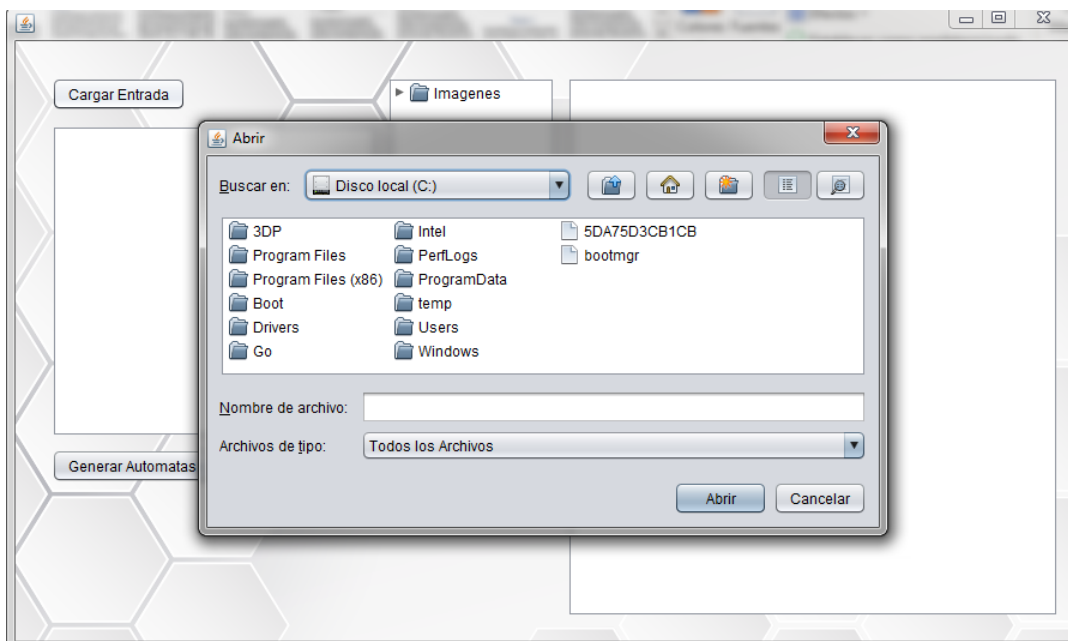 Cargar Entrada
Imagenes
Abrir
Buscar en: Disco local (C:)
3DP Intel 5DA75D3CB1CB
Program Files PerfLogs bootmgr
Program Files (x86) ProgramData
Boot temp
Drivers Users
Go Windows
Nombre de archivo:
Archivos de tipo: Todos los Archivos
Generar Automatas
Abrir Cancelar